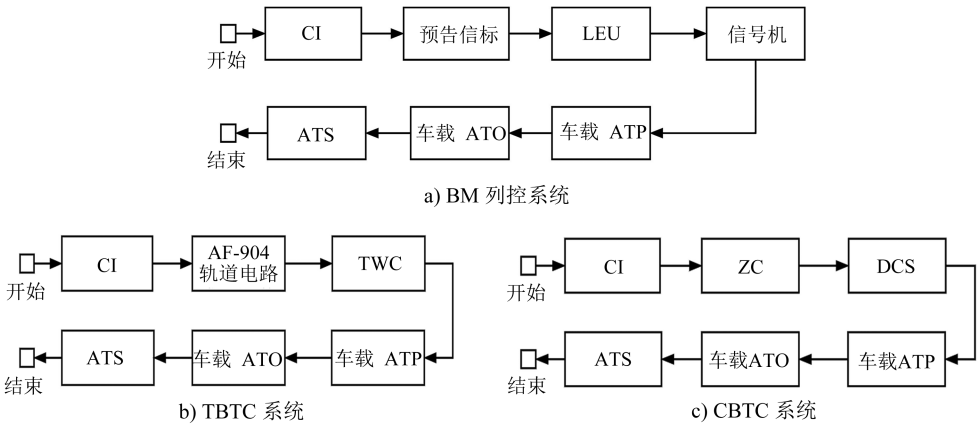 CI
预告信标
LEU
信号机
开始
ATS
车载 ATO
车载 ATP
结束
a) BM 列控系统
CI
AF-904
轨道电路
TWC
开始
ATS
车载 ATO
车载 ATP
结束
b) TBTC 系统
CI
ZC
DCS
开始
ATS
车载ATO
车载ATP
结束
c) CBTC 系统